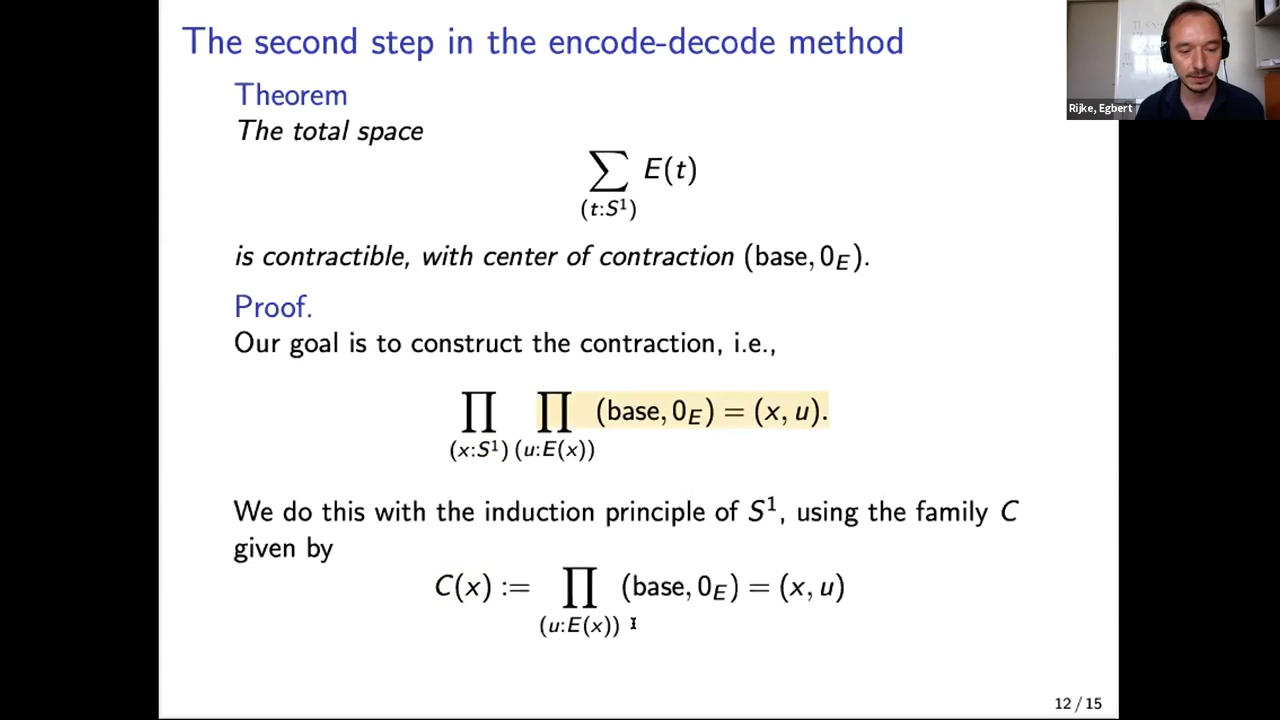 The second step in the encode-decode method
Rijke, Egbert
Theorem
The total space
∑ E(t)
(t:S¹)
is contractible, with center of contraction (base, 0_E).
Proof.
Our goal is to construct the contraction, i.e.,
∏ ∏ (base, 0_E) = (x, u).
(x:S¹) (u:E(x))
We do this with the induction principle of S¹, using the family C
given by
C(x) := ∏ (base, 0_E) = (x, u)
(u:E(x))
12 / 15